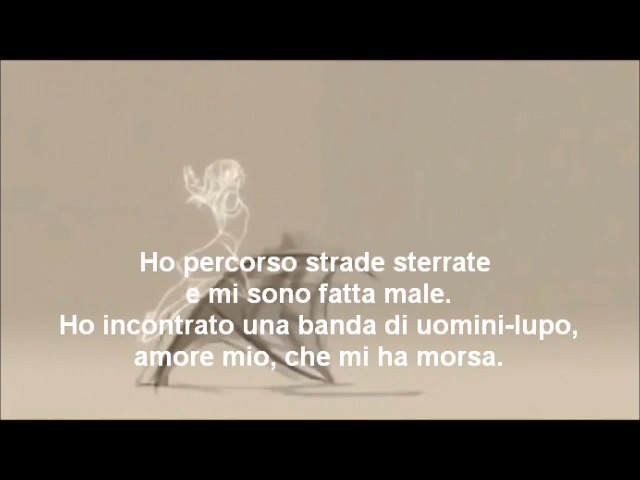 Ho percorso strade sterrate
e mi sono fatta male.
Ho incontrato una banda di uomini-lupo,
amore mio, che mi ha morsa.